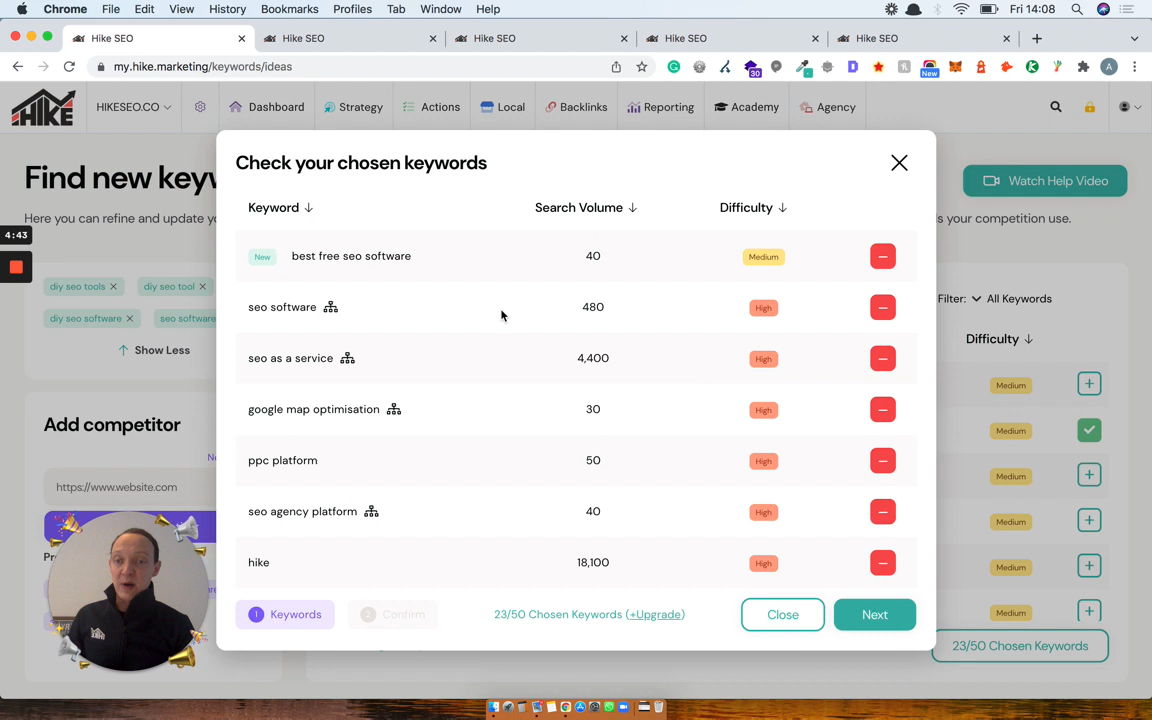 Chrome File Edit View History Bookmarks Profiles Tab Window Help Fri 14:08
Hike SEO Hike SEO Hike SEO Hike SEO Hike SEO
my.hike.marketing/keywords/ideas 30 New A
HIKE HIKESEO.CO Dashboard Strategy Actions Local Backlinks Reporting Academy Agency
Check your chosen keywords
Find new keyw
Watch Help Video
Here you can refine and update yo
s your competition use.
Keyword Search Volume Difficulty
4:43
New best free seo software 40 Medium
diy seo tools diy seo tool
diy seo software seo software
Show Less
Filter: All Keywords
Difficulty
seo software 480 High
seo as a service 4,400 High
Medium
google map optimisation 30 High
Medium
Add competitor
ppc platform 50 High
Medium
https://www.website.com
seo agency platform 40 High
Medium
hike 18,100 High
Medium
Medium
1 Keywords 2 Confirm 23/50 Chosen Keywords (+Upgrade) Close Next
23/50 Chosen Keywords